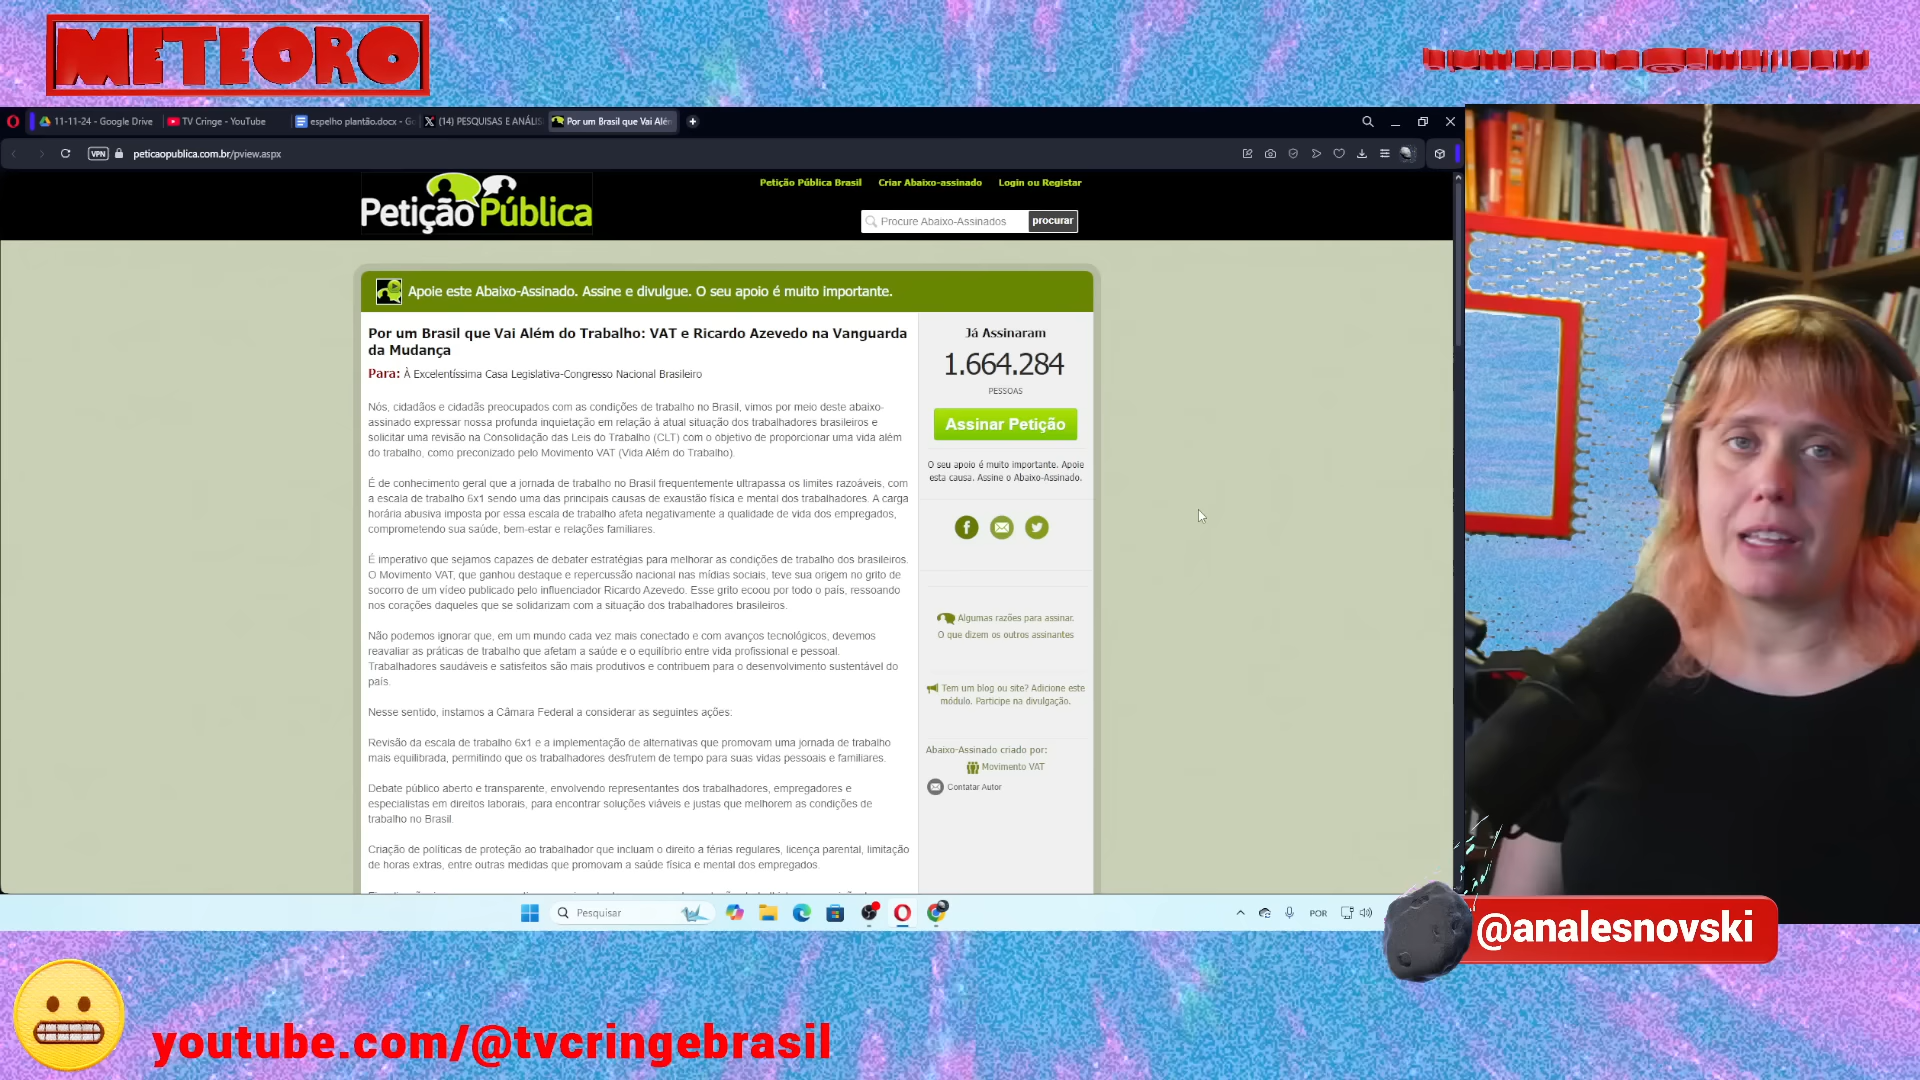 METEORO
11-11-24 - Google Drive
TV Cringe - YouTube
espelho plantão.docx - G
(14) PESQUISAS E ANÁLIS
Por um Brasil que Vai Alé
VPN
peticaopublica.com.br/pview.aspx
Petição Pública
Petição Pública Brasil
Criar Abaixo-assinado
Login ou Registar
Procure Abaixo-Assinados
procurar
Apoie este Abaixo-Assinado. Assine e divulgue. O seu apoio é muito importante.
Por um Brasil que Vai Além do Trabalho: VAT e Ricardo Azevedo na Vanguarda
da Mudança
Para: À Excelentíssima Casa Legislativa-Congresso Nacional Brasileiro
Nós, cidadãos e cidadãs preocupados com as condições de trabalho no Brasil, vimos por meio deste abaixo-
assinado expressar nossa profunda inquietação em relação à atual situação dos trabalhadores brasileiros e
solicitar uma revisão na Consolidação das Leis do Trabalho (CLT) com o objetivo de proporcionar uma vida além
do trabalho, como preconizado pelo Movimento VAT (Vida Além do Trabalho).
É de conhecimento geral que a jornada de trabalho no Brasil frequentemente ultrapassa os limites razoáveis, com
a escala de trabalho 6x1 sendo uma das principais causas de exaustão física e mental dos trabalhadores. A carga
horária abusiva imposta por essa escala de trabalho afeta negativamente a qualidade de vida dos empregados,
comprometendo sua saúde, bem-estar e relações familiares.
É imperativo que sejamos capazes de debater estratégias para melhorar as condições de trabalho dos brasileiros.
O Movimento VAT, que ganhou destaque e repercussão nacional nas mídias sociais, teve sua origem no grito de
socorro de um vídeo publicado pelo influenciador Ricardo Azevedo. Esse grito ecoou por todo o país, ressoando
nos corações daqueles que se solidarizam com a situação dos trabalhadores brasileiros.
Não podemos ignorar que, em um mundo cada vez mais conectado e com avanços tecnológicos, devemos
reavaliar as práticas de trabalho que afetam a saúde e o equilíbrio entre vida profissional e pessoal.
Trabalhadores saudáveis e satisfeitos são mais produtivos e contribuem para o desenvolvimento sustentável do
país.
Nesse sentido, instamos a Câmara Federal a considerar as seguintes ações:
Revisão da escala de trabalho 6x1 e a implementação de alternativas que promovam uma jornada de trabalho
mais equilibrada, permitindo que os trabalhadores desfrutem de tempo para suas vidas pessoais e familiares.
Debate público aberto e transparente, envolvendo representantes dos trabalhadores, empregadores e
especialistas em direitos laborais, para encontrar soluções viáveis e justas que melhorem as condições de
trabalho no Brasil.
Criação de políticas de proteção ao trabalhador que incluam o direito a férias regulares, licença parental, limitação
de horas extras, entre outras medidas que promovam a saúde física e mental dos empregados.
Já Assinaram
1.664.284
PESSOAS
Assinar Petição
O seu apoio é muito importante. Apoie
esta causa. Assine o Abaixo-Assinado.
Algumas razões para assinar.
O que dizem os outros assinantes
Tem um blog ou site? Adicione este
módulo. Participe na divulgação.
Abaixo-Assinado criado por:
Movimento VAT
Contatar Autor
Pesquisar
POR
@analesnovski
youtube.com/@tvcringebrasil